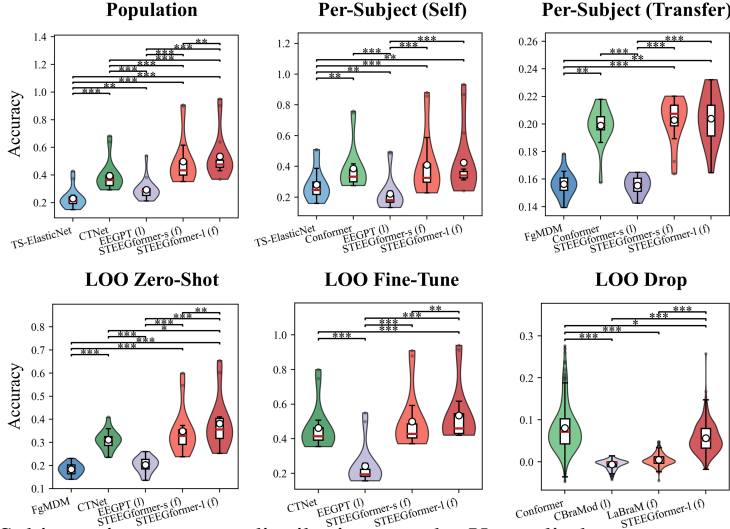 Population
Per-Subject (Self)
Per-Subject (Transfer)
Accuracy
1.4
1.2
1.0
0.8
0.6
0.4
0.2
**
***
***
***
***
***
***
***
**
***
TS-ElasticNet
CTNet
EEGPT (l)
STEEGformer-s (f)
STEEGformer-l (f)
1.2
1.0
0.8
0.6
0.4
0.2
***
***
***
**
***
***
**
TS-ElasticNet
Conformer
EEGPT (l)
STEEGformer-s (f)
STEEGformer-l (f)
0.26
0.24
0.22
0.20
0.18
0.16
0.14
***
***
***
**
***
**
FgMDM
Conformer
STEEGformer-s (l)
STEEGformer-s (f)
STEEGformer-l (f)
LOO Zero-Shot
LOO Fine-Tune
LOO Drop
Accuracy
0.8
0.7
0.6
0.5
0.4
0.3
0.2
0.1
**
***
***
*
***
***
***
***
FgMDM
CTNet
EEGPT (l)
STEEGformer-s (f)
STEEGformer-l (f)
1.0
0.8
0.6
0.4
0.2
**
***
***
***
***
CTNet
EEGPT (l)
STEEGformer-s (f)
STEEGformer-l (f)
0.3
0.2
0.1
0.0
***
***
*
***
***
Conformer
CBraMod (l)
LaBraM (f)
STEEGformer-l (f)